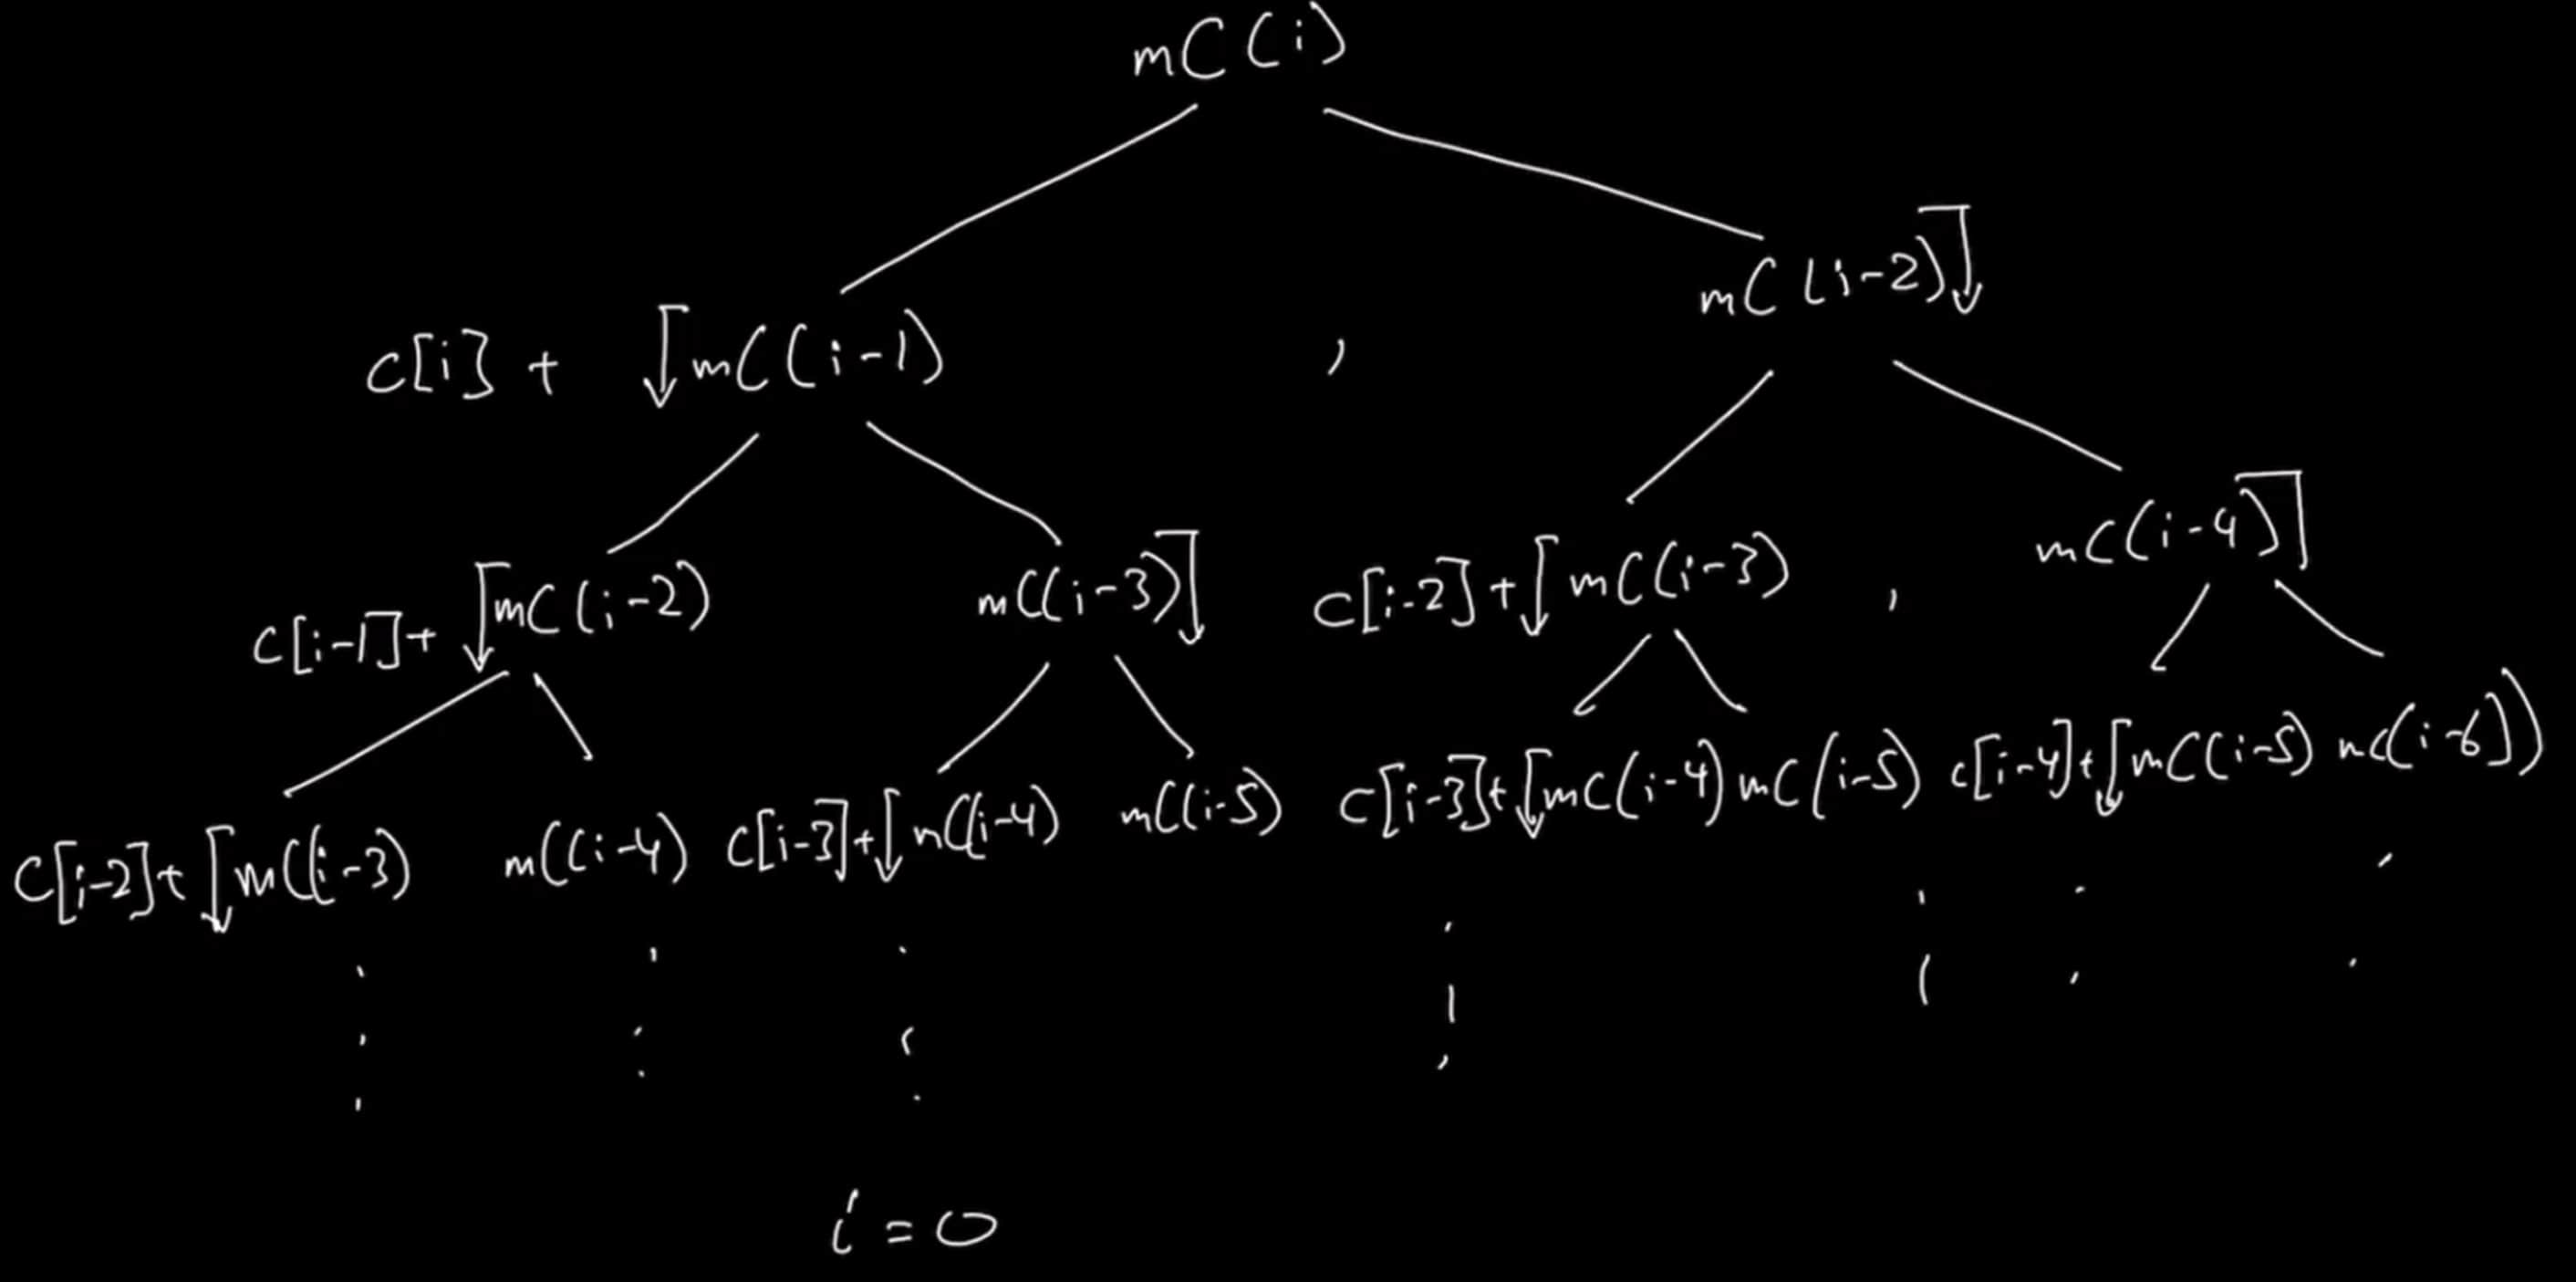 mC(i)
mC(i-2)
c[i] + mC(i-1) ,
mC(i-4)
c[i-1]+ mC(i-2) mC(i-3) c[i-2]+ mC(i-3) ,
c[i-2]+ mC(i-3) mC(i-4) c[i-3]+ mC(i-4) mC(i-5) c[i-3]+ mC(i-4) mC(i-5) c[i-4]+ mC(i-5) mC(i-6))
i = 0